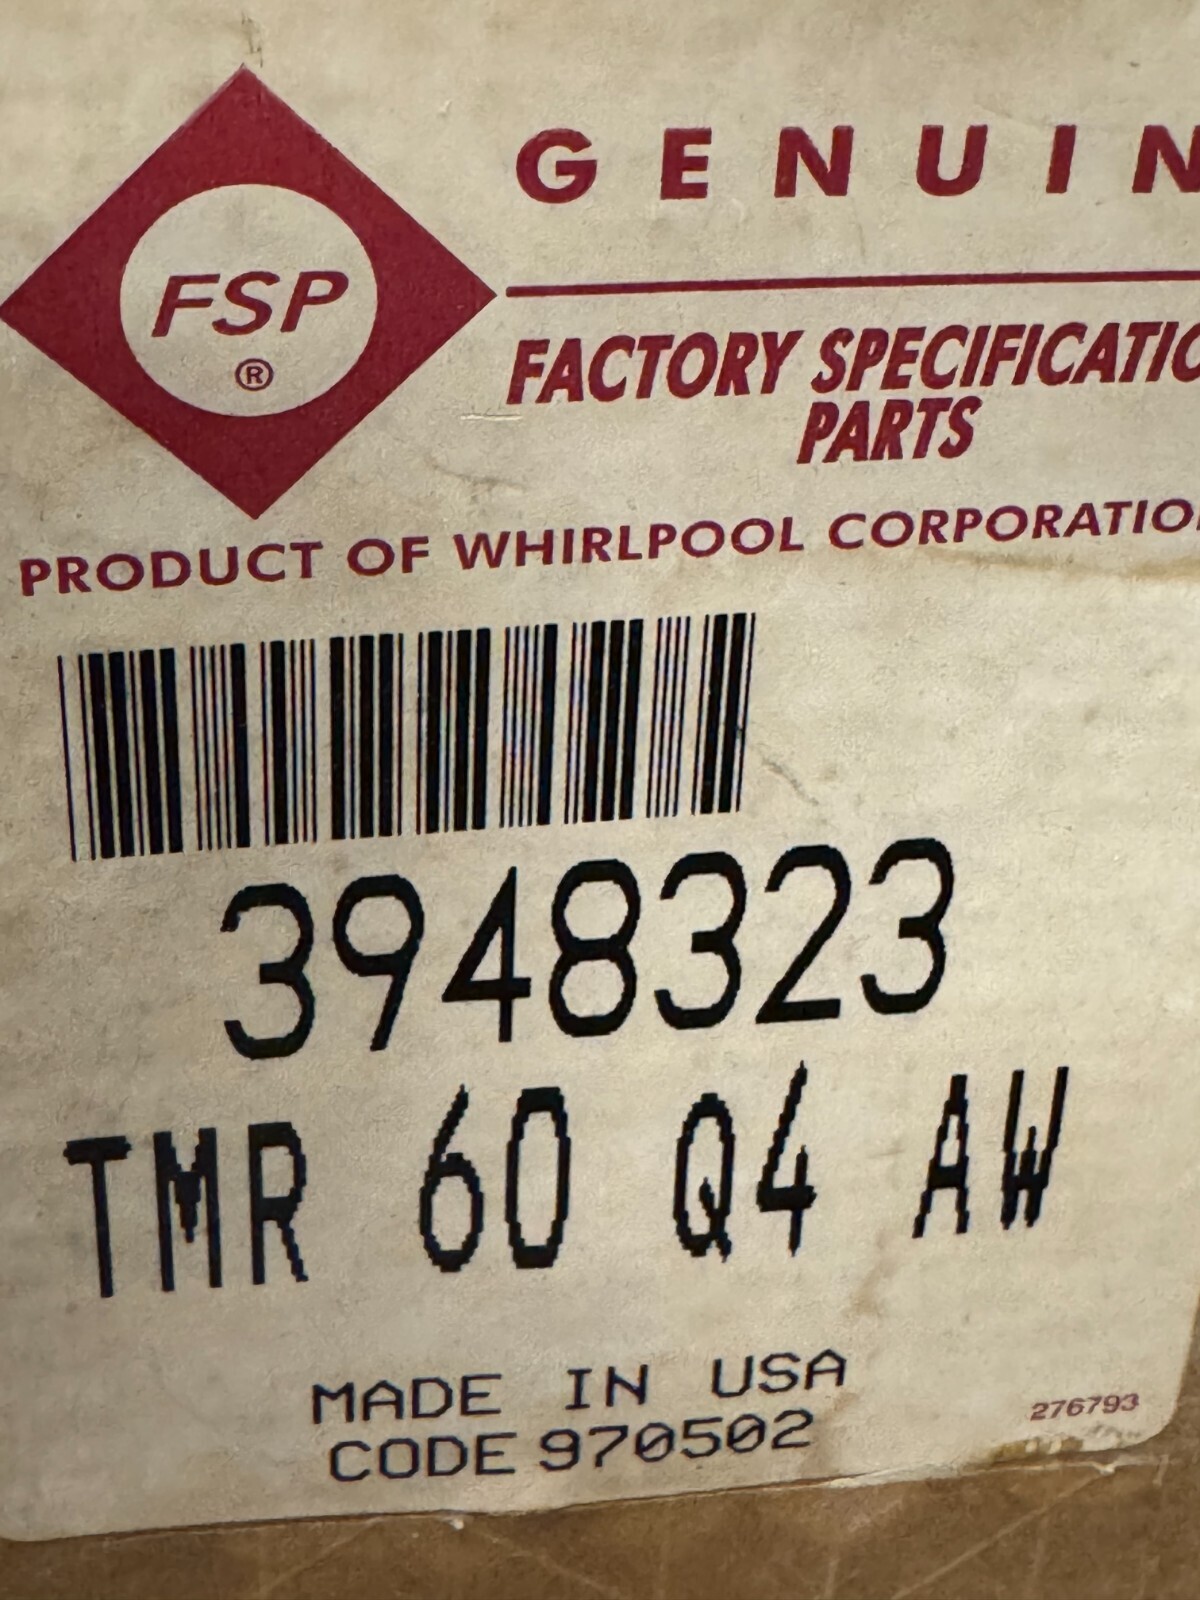 GENUIN
FSP
®
FACTORY SPECIFICATIO
PARTS
PRODUCT OF WHIRLPOOL CORPORATIO
3948323
TMR 60 Q4 AW
MADE IN USA
CODE 970502
276793